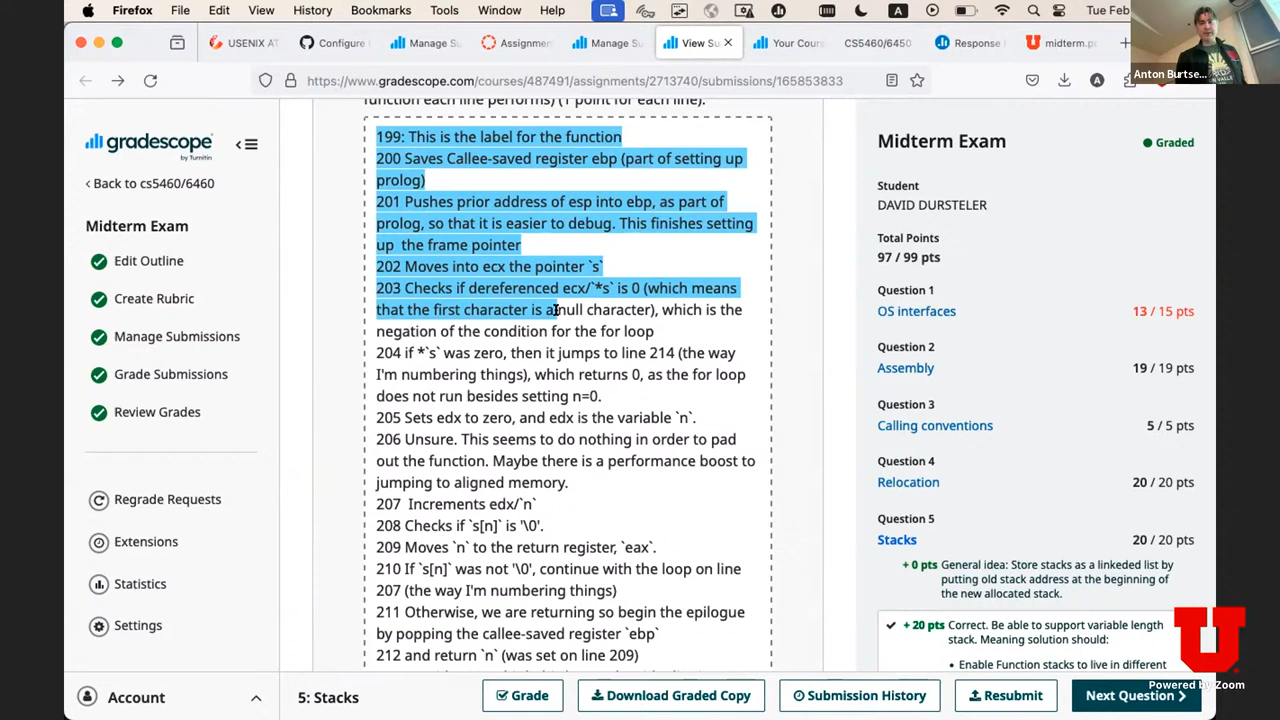 Firefox File Edit View History Bookmarks Tools Window Help A Tue Feb
USENIX AT Configure Manage Su Assignm Manage Su View Su Your Cour CS5460/6450 Response midterm.p
https://www.gradescope.com/courses/487491/assignments/2713740/submissions/165853833
Anton Burtse...
gradescope
by Turnitin
Back to cs5460/6460
Midterm Exam
Edit Outline
Create Rubric
Manage Submissions
Grade Submissions
Review Grades
Regrade Requests
Extensions
Statistics
Settings
Account
function each line performs) (1 point for each line).
199: This is the label for the function
200 Saves Callee-saved register ebp (part of setting up
prolog)
201 Pushes prior address of esp into ebp, as part of
prolog, so that it is easier to debug. This finishes setting
up the frame pointer
202 Moves into ecx the pointer `s`
203 Checks if dereferenced ecx/`*s` is 0 (which means
that the first character is a null character), which is the
negation of the condition for the for loop
204 if *`s` was zero, then it jumps to line 214 (the way
I'm numbering things), which returns 0, as the for loop
does not run besides setting n=0.
205 Sets edx to zero, and edx is the variable `n`.
206 Unsure. This seems to do nothing in order to pad
out the function. Maybe there is a performance boost to
jumping to aligned memory.
207 Increments edx/`n`
208 Checks if `s[n]` is '\0'.
209 Moves `n` to the return register, `eax`.
210 If `s[n]` was not '\0', continue with the loop on line
207 (the way I'm numbering things)
211 Otherwise, we are returning so begin the epilogue
by popping the callee-saved register `ebp`
212 and return `n` (was set on line 209)
Midterm Exam
Graded
Student
DAVID DURSTELER
Total Points
97 / 99 pts
Question 1
OS interfaces 13 / 15 pts
Question 2
Assembly 19 / 19 pts
Question 3
Calling conventions 5 / 5 pts
Question 4
Relocation 20 / 20 pts
Question 5
Stacks 20 / 20 pts
+ 0 pts General idea: Store stacks as a linkeded list by
putting old stack address at the beginning of
the new allocated stack.
+ 20 pts Correct. Be able to support variable length
stack. Meaning solution should:
Enable Function stacks to live in different
5: Stacks
Grade
Download Graded Copy
Submission History
Resubmit
Next Question
U
Powered by Zoom